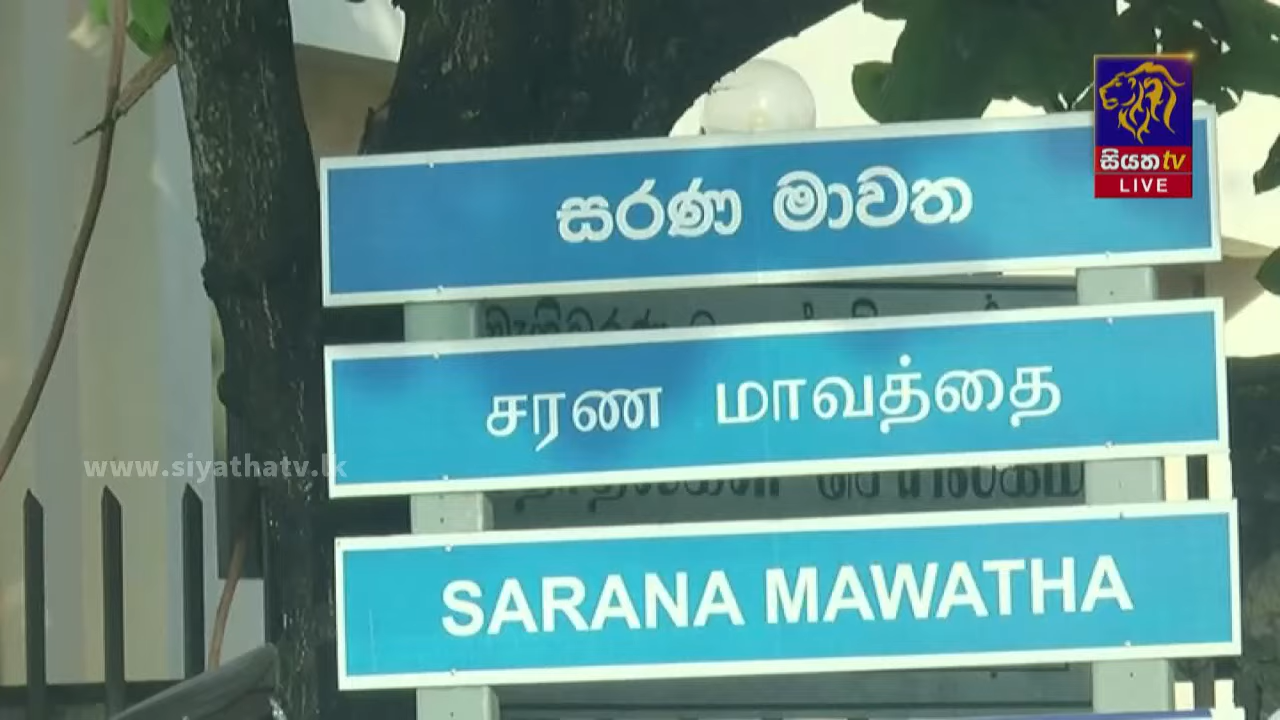 සියත tv
LIVE
සරණ මාවත
சரண மாவத்தை
www.siyathatv.lk
SARANA MAWATHA